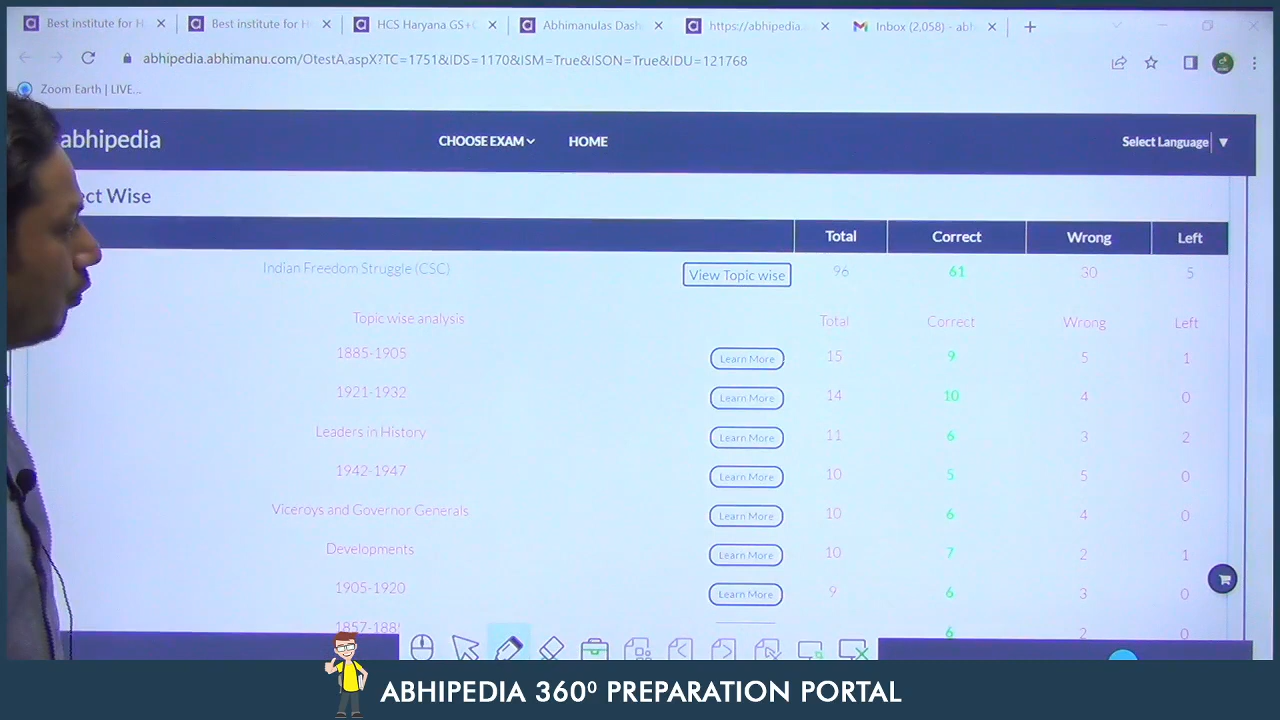 Best institute for H
Best institute for H
HCS Haryana GS+C
Abhimanulas Dash
https://abhipedia.
Inbox (2,058) - abh
abhipedia.abhimanu.com/OtestA.aspX?TC=1751&IDS=1170&ISM=True&ISON=True&IDU=121768
Zoom Earth | LIVE...
abhipedia
CHOOSE EXAM
HOME
Select Language
ect Wise
Total Correct Wrong Left
Indian Freedom Struggle (CSC) View Topic wise 96 61 30 5
Topic wise analysis Total Correct Wrong Left
1885-1905 Learn More 15 9 5 1
1921-1932 Learn More 14 10 4 0
Leaders in History Learn More 11 6 3 2
1942-1947 Learn More 10 5 5 0
Viceroys and Governor Generals Learn More 10 6 4 0
Developments Learn More 10 7 2 1
1905-1920 Learn More 9 6 3 0
1857-188 6 2 0
ABHIPEDIA 360⁰ PREPARATION PORTAL